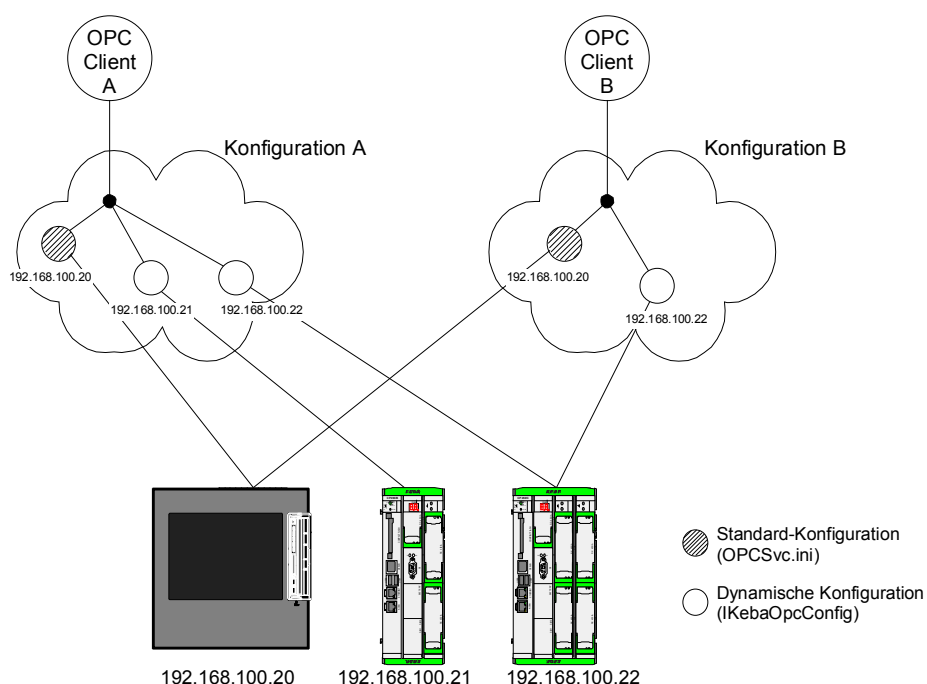 OPC
Client
A
OPC
Client
B
Konfiguration A
Konfiguration B
192.168.100.20
192.168.100.21
192.168.100.22
192.168.100.20
192.168.100.22
Standard-Konfiguration
(OPCSvc.ini)
Dynamische Konfiguration
(IKebaOpcConfig)
192.168.100.20
192.168.100.21
192.168.100.22